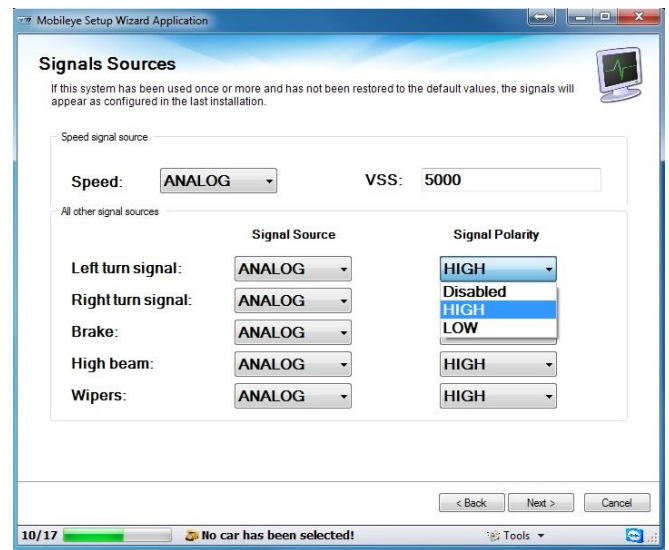 Mobileye Setup Wizard Application
Signals Sources
If this system has been used once or more and has not been restored to the default values, the signals will
appear as configured in the last installation.
Speed signal source
Speed: ANALOG VSS: 5000
All other signal sources
Signal Source Signal Polarity
Left turn signal: ANALOG HIGH
Disabled
Right turn signal: ANALOG HIGH
Brake: ANALOG LOW
High beam: ANALOG HIGH
Wipers: ANALOG HIGH
< Back Next > Cancel
10/17 No car has been selected! Tools